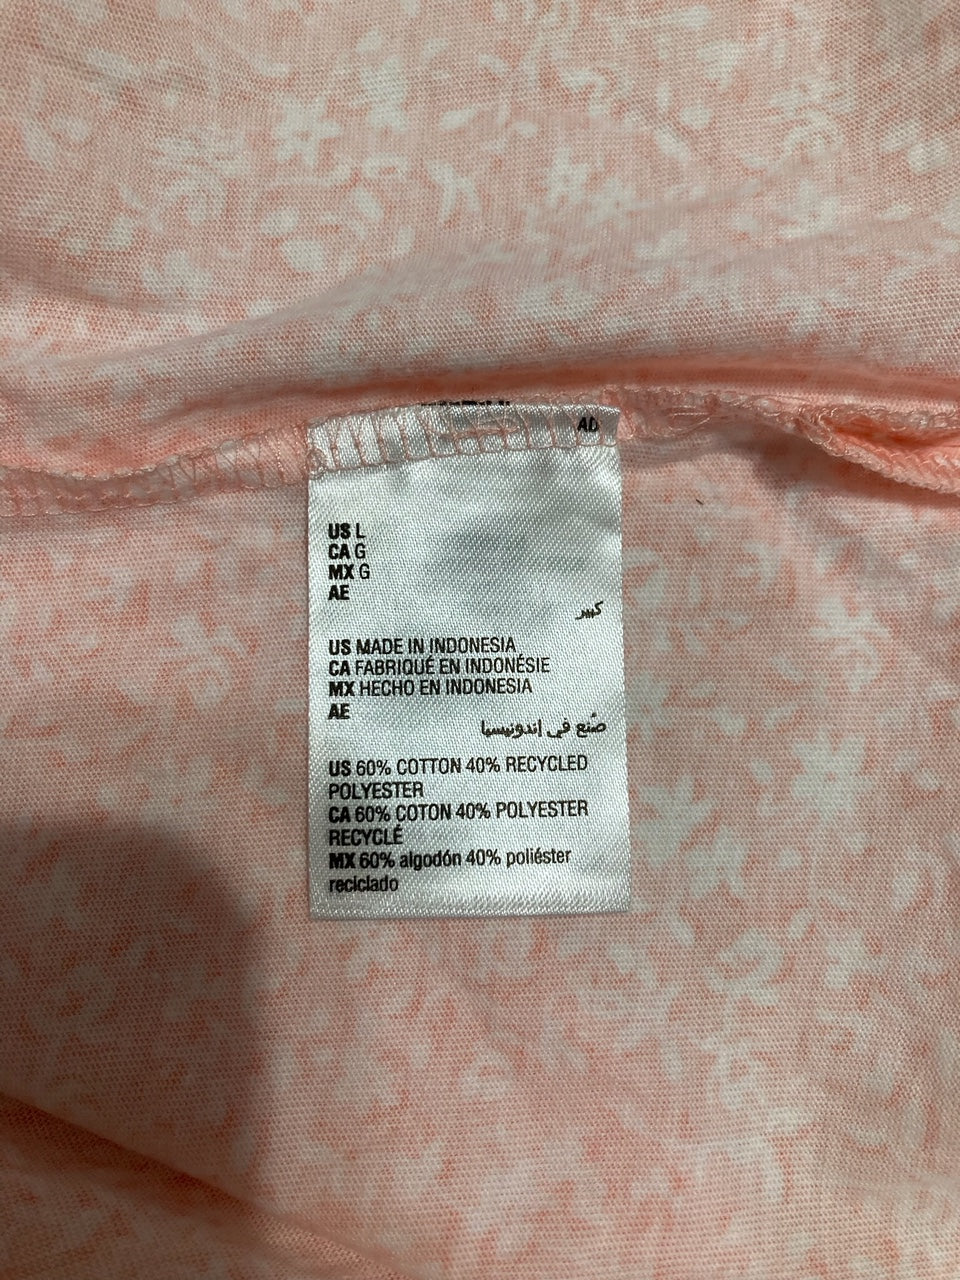 AD
US L
CA G
MX G
AE
كبير
US MADE IN INDONESIA
CA FABRIQUÉ EN INDONÉSIE
MX HECHO EN INDONESIA
AE
صُنع في إندونيسيا
US 60% COTTON 40% RECYCLED
POLYESTER
CA 60% COTON 40% POLYESTER
RECYCLÉ
MX 60% algodón 40% poliéster
reciclado